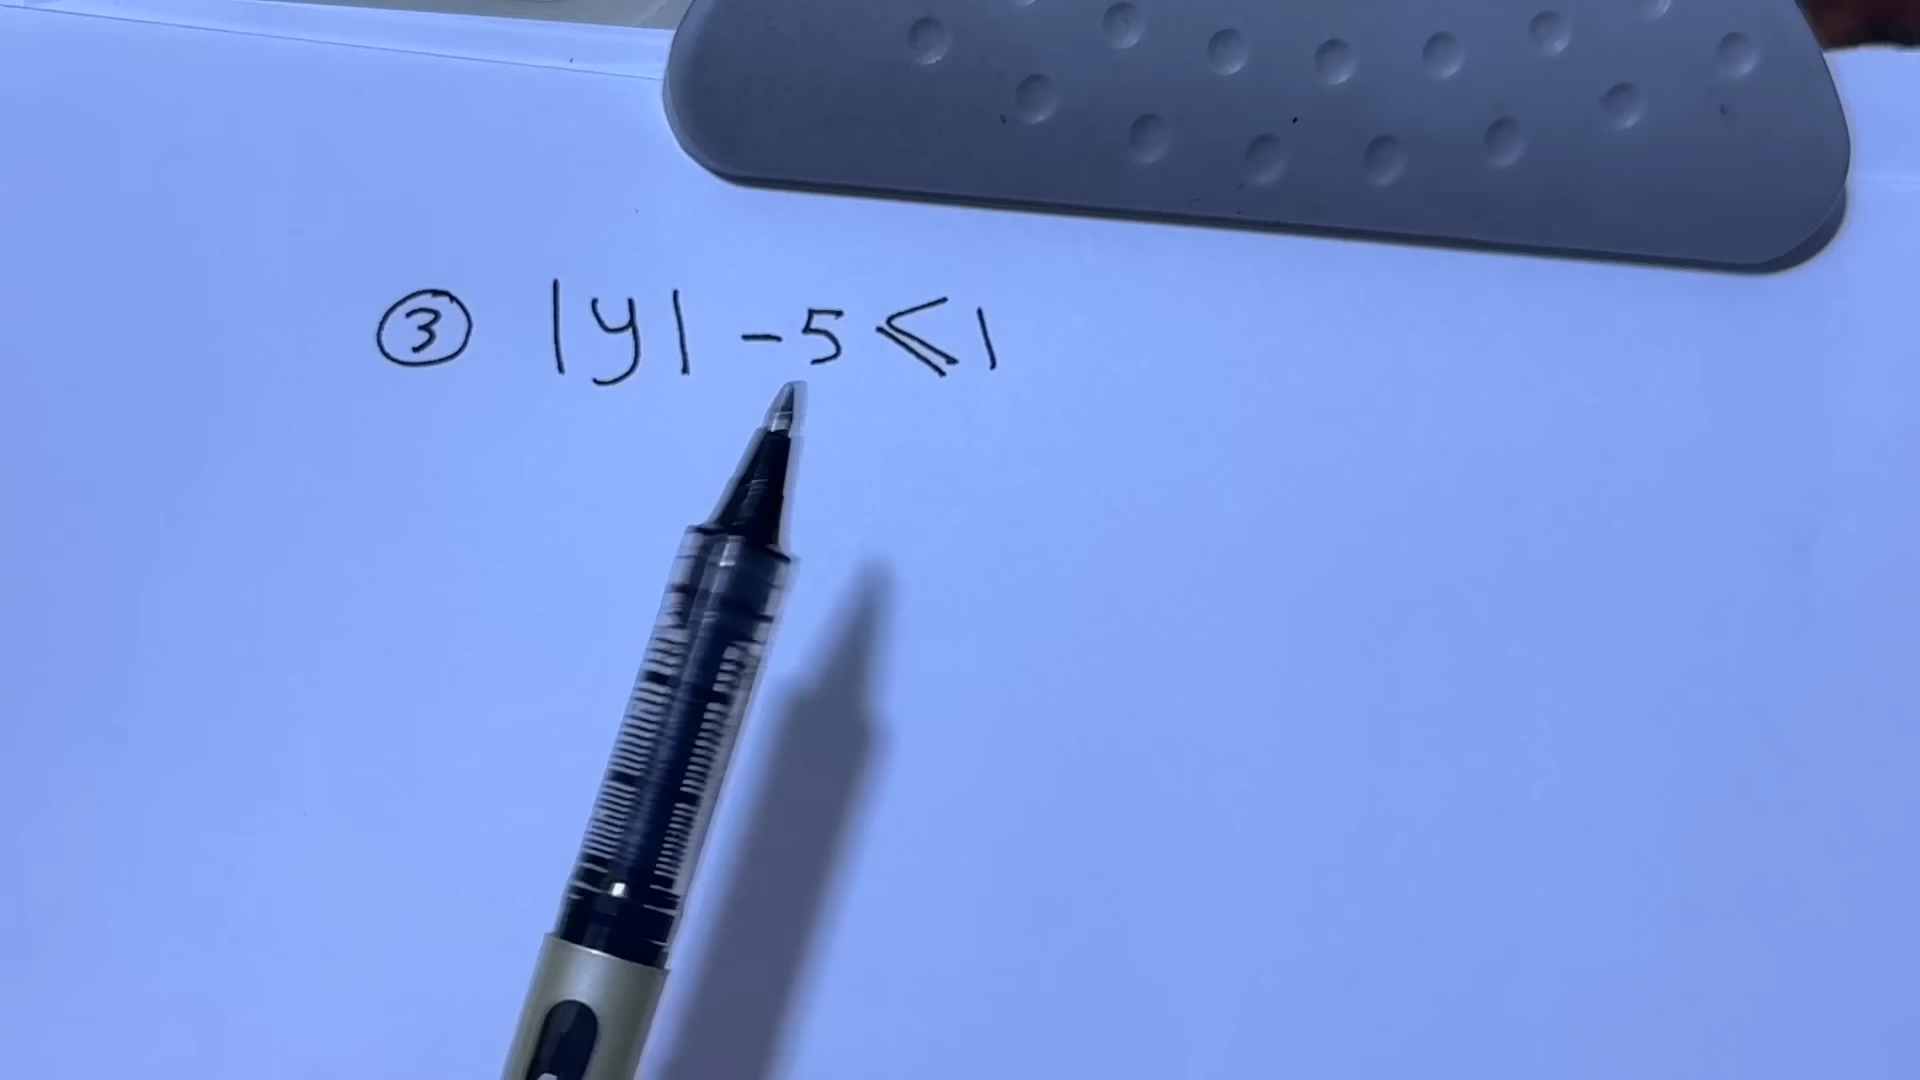 ③ |y| - 5 ⩽ 1